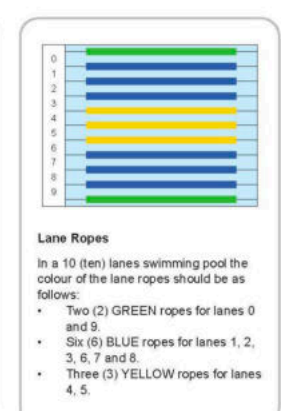 0
1
2
3
4
5
6
7
8
9
Lane Ropes
In a 10 (ten) lanes swimming pool the
colour of the lane ropes should be as
follows:
• Two (2) GREEN ropes for lanes 0
and 9.
• Six (6) BLUE ropes for lanes 1, 2,
3, 6, 7 and 8.
• Three (3) YELLOW ropes for lanes
4, 5.